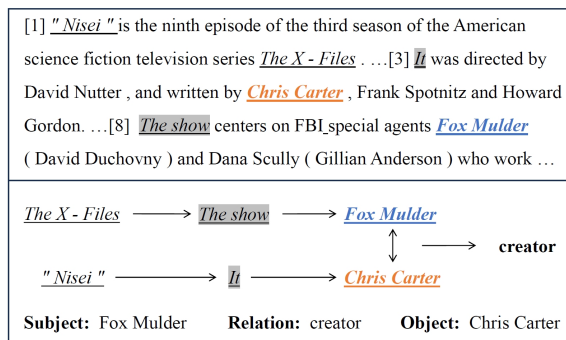 [1] " Nisei " is the ninth episode of the third season of the American
science fiction television series The X - Files . …[3] It was directed by
David Nutter , and written by Chris Carter , Frank Spotnitz and Howard
Gordon. …[8] The show centers on FBI special agents Fox Mulder
( David Duchovny ) and Dana Scully ( Gillian Anderson ) who work …
The X - Files The show Fox Mulder
creator
" Nisei " It Chris Carter
Subject: Fox Mulder Relation: creator Object: Chris Carter